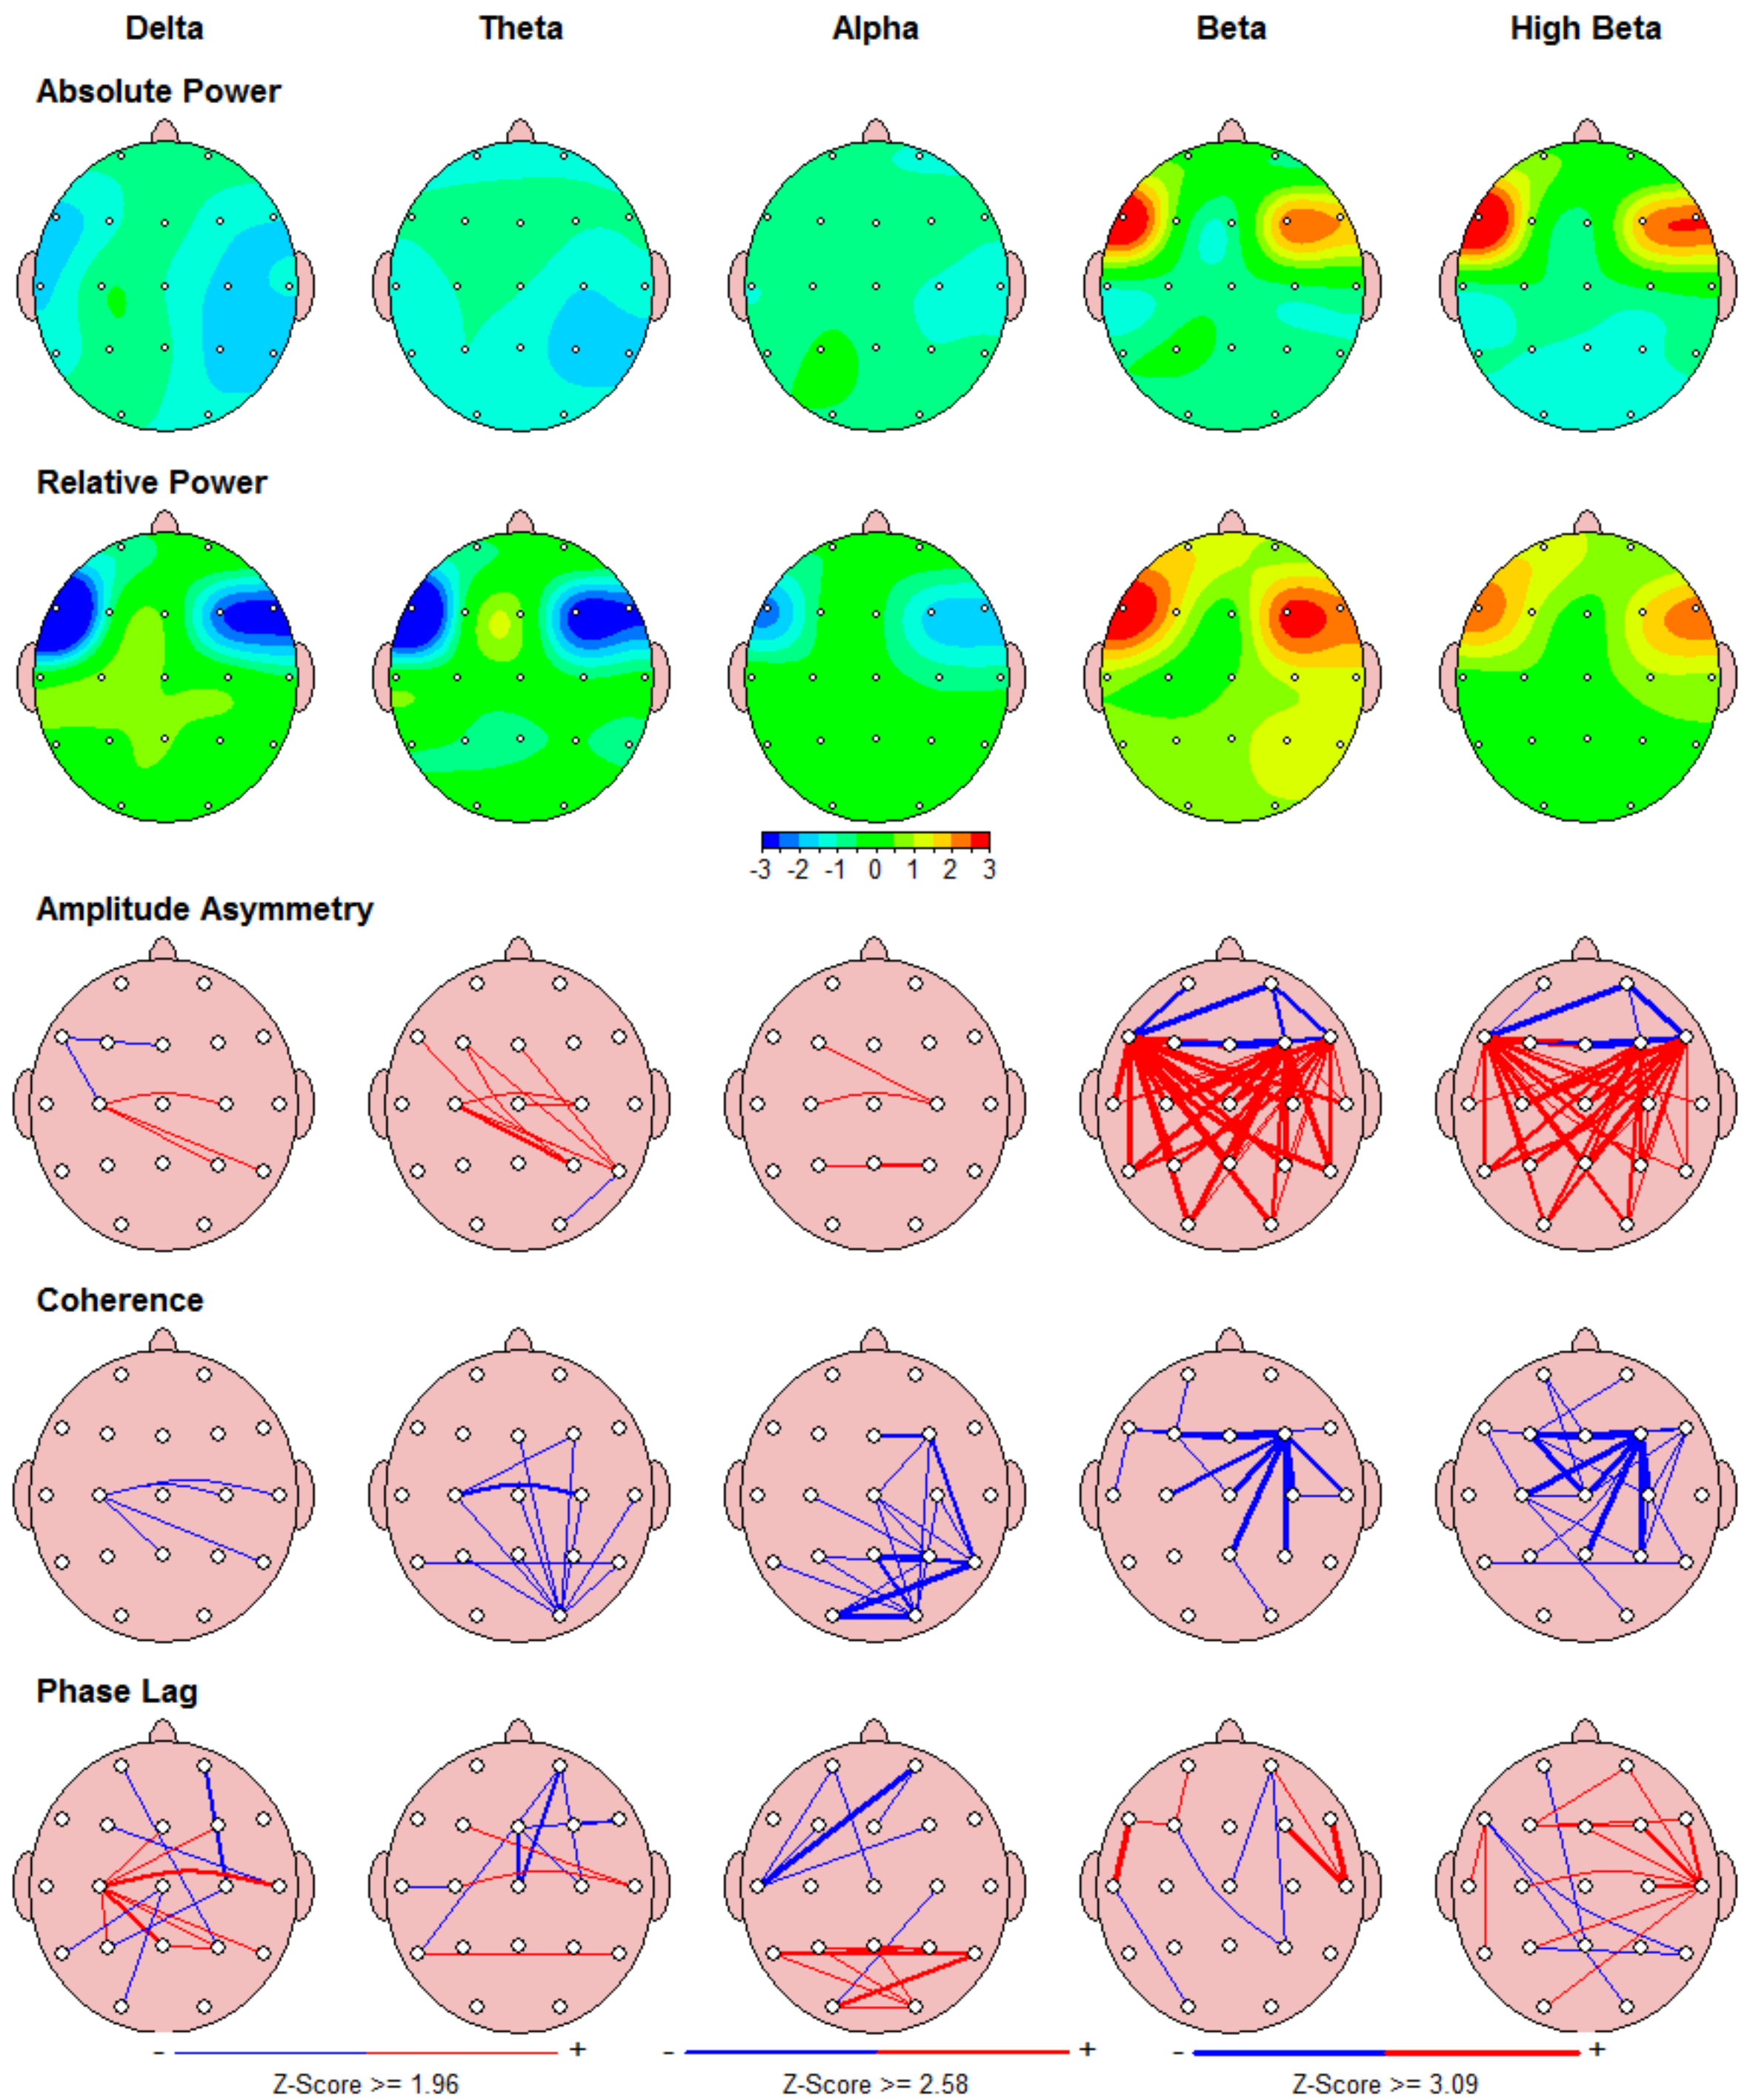 Delta Theta Alpha Beta High Beta
Absolute Power
Relative Power
-3 -2 -1 0 1 2 3
Amplitude Asymmetry
Coherence
Phase Lag
- + - + - +
Z-Score >= 1.96 Z-Score >= 2.58 Z-Score >= 3.09